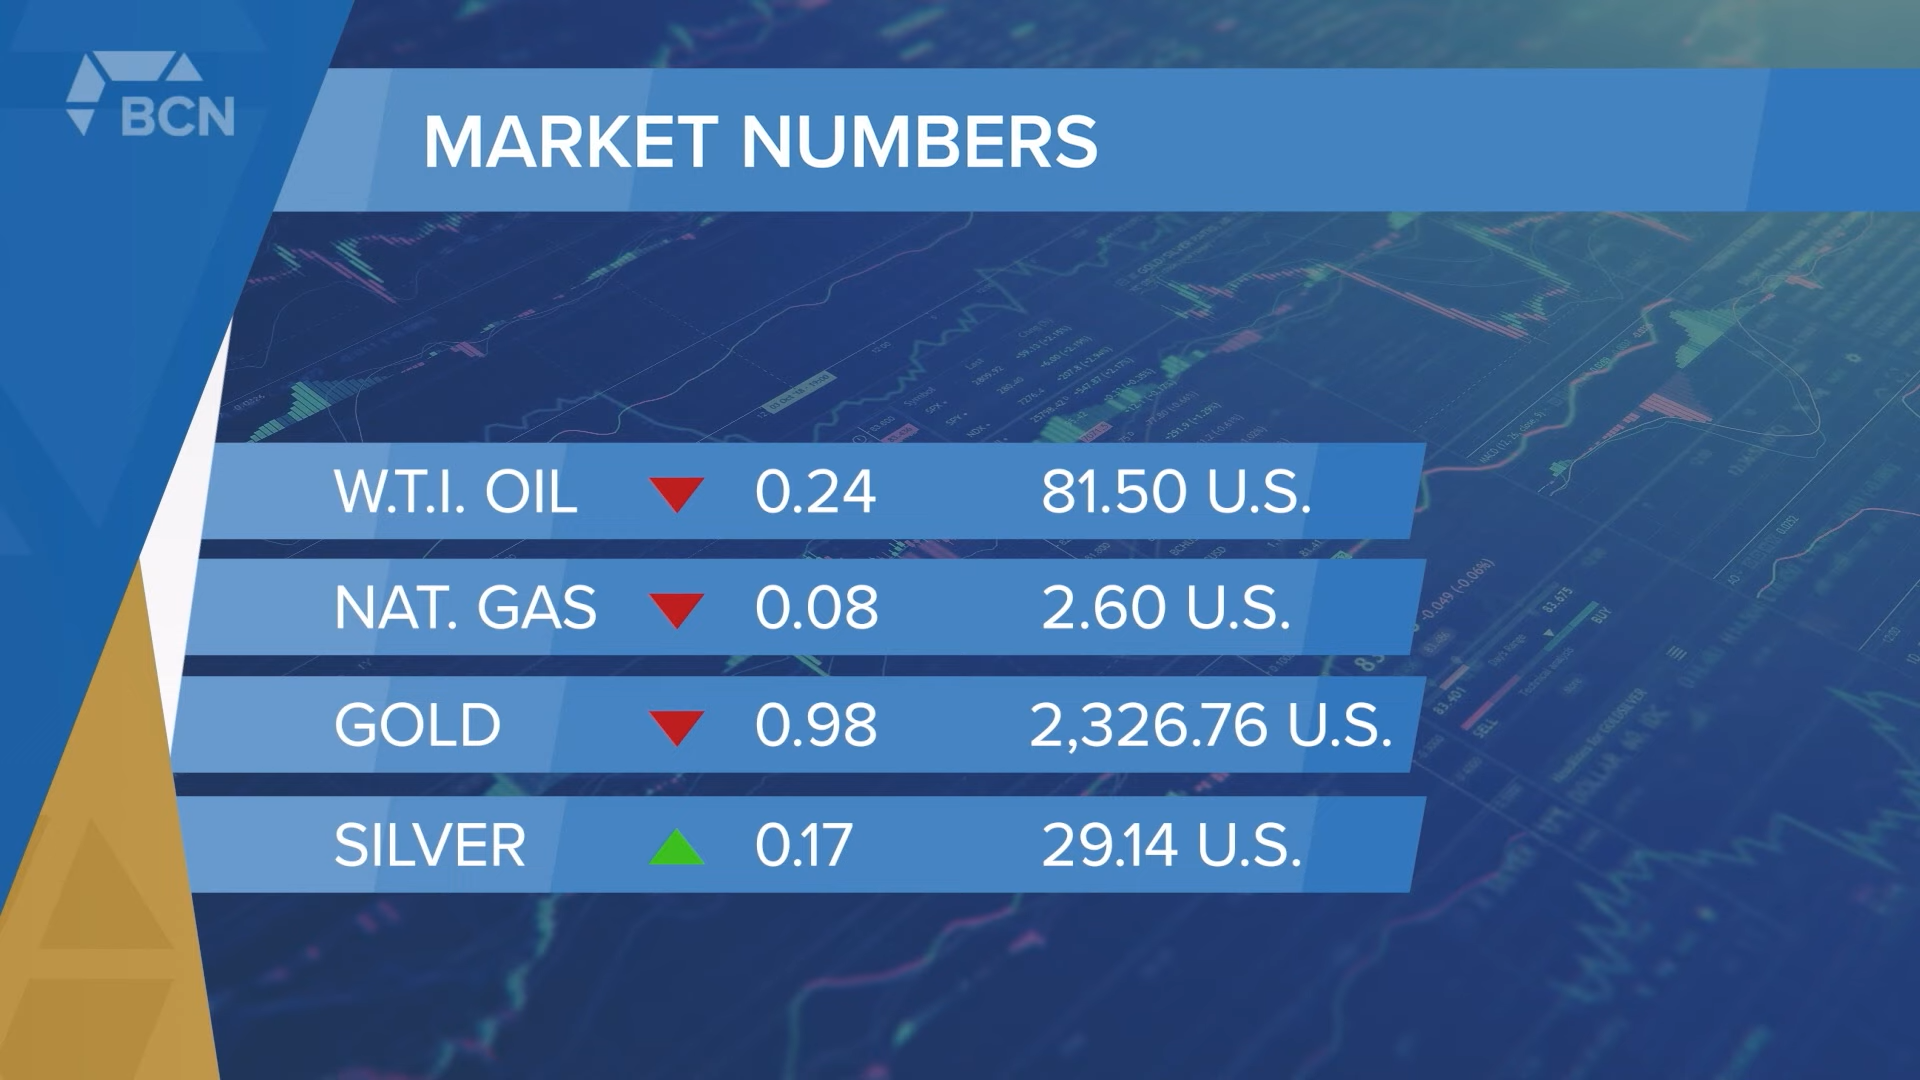 BCN
MARKET NUMBERS
W.T.I. OIL 0.24 81.50 U.S.
NAT. GAS 0.08 2.60 U.S.
GOLD 0.98 2,326.76 U.S.
SILVER 0.17 29.14 U.S.